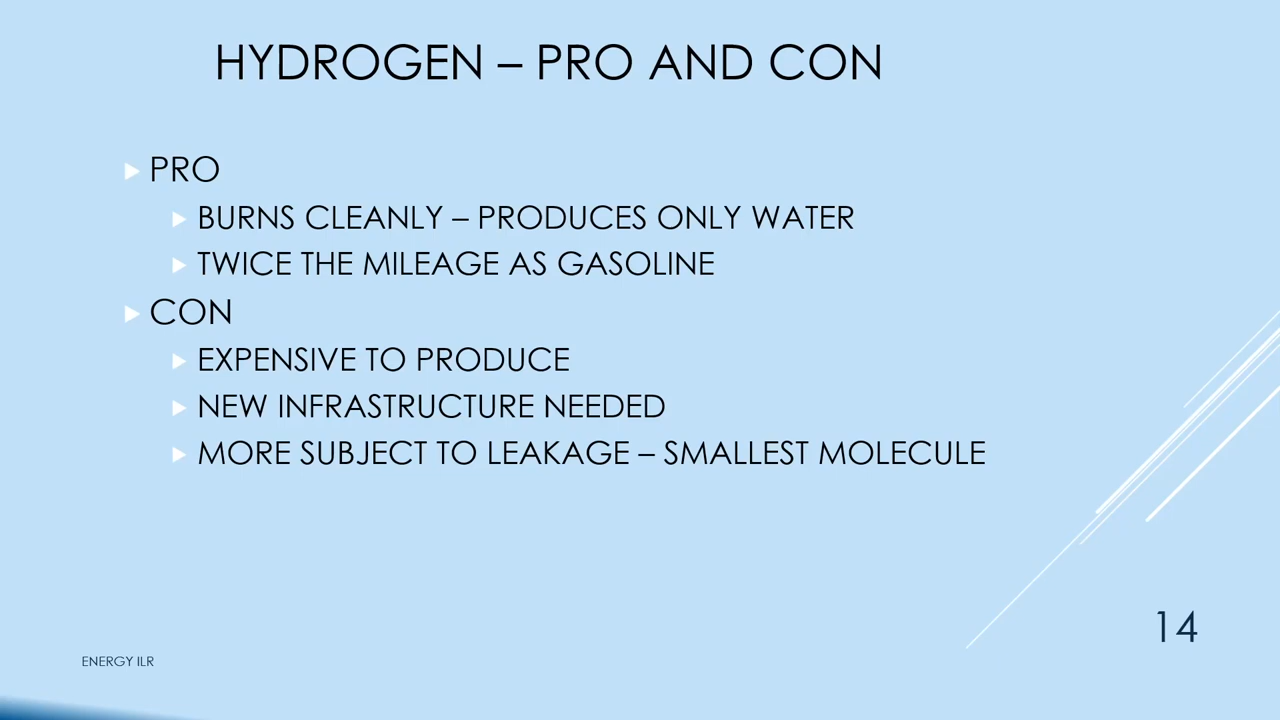 HYDROGEN – PRO AND CON
PRO
BURNS CLEANLY – PRODUCES ONLY WATER
TWICE THE MILEAGE AS GASOLINE
CON
EXPENSIVE TO PRODUCE
NEW INFRASTRUCTURE NEEDED
MORE SUBJECT TO LEAKAGE – SMALLEST MOLECULE
14
ENERGY ILR